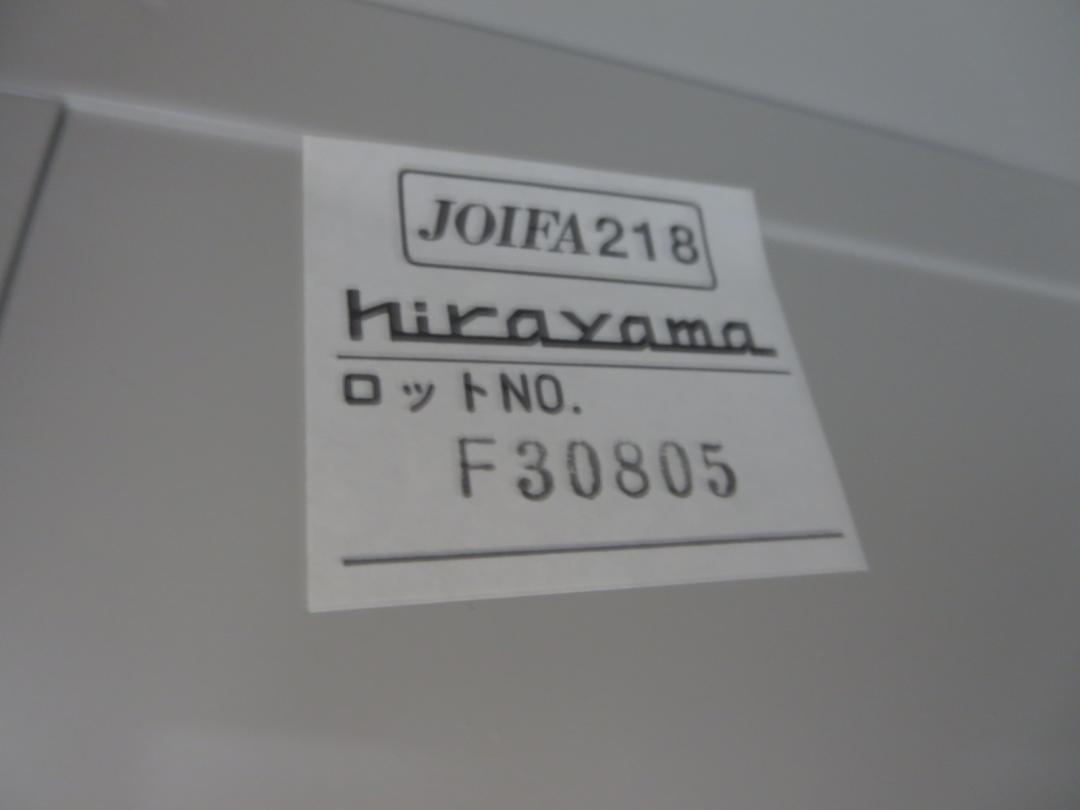 JOIFA218
hirayama
ロットNO.
F30805